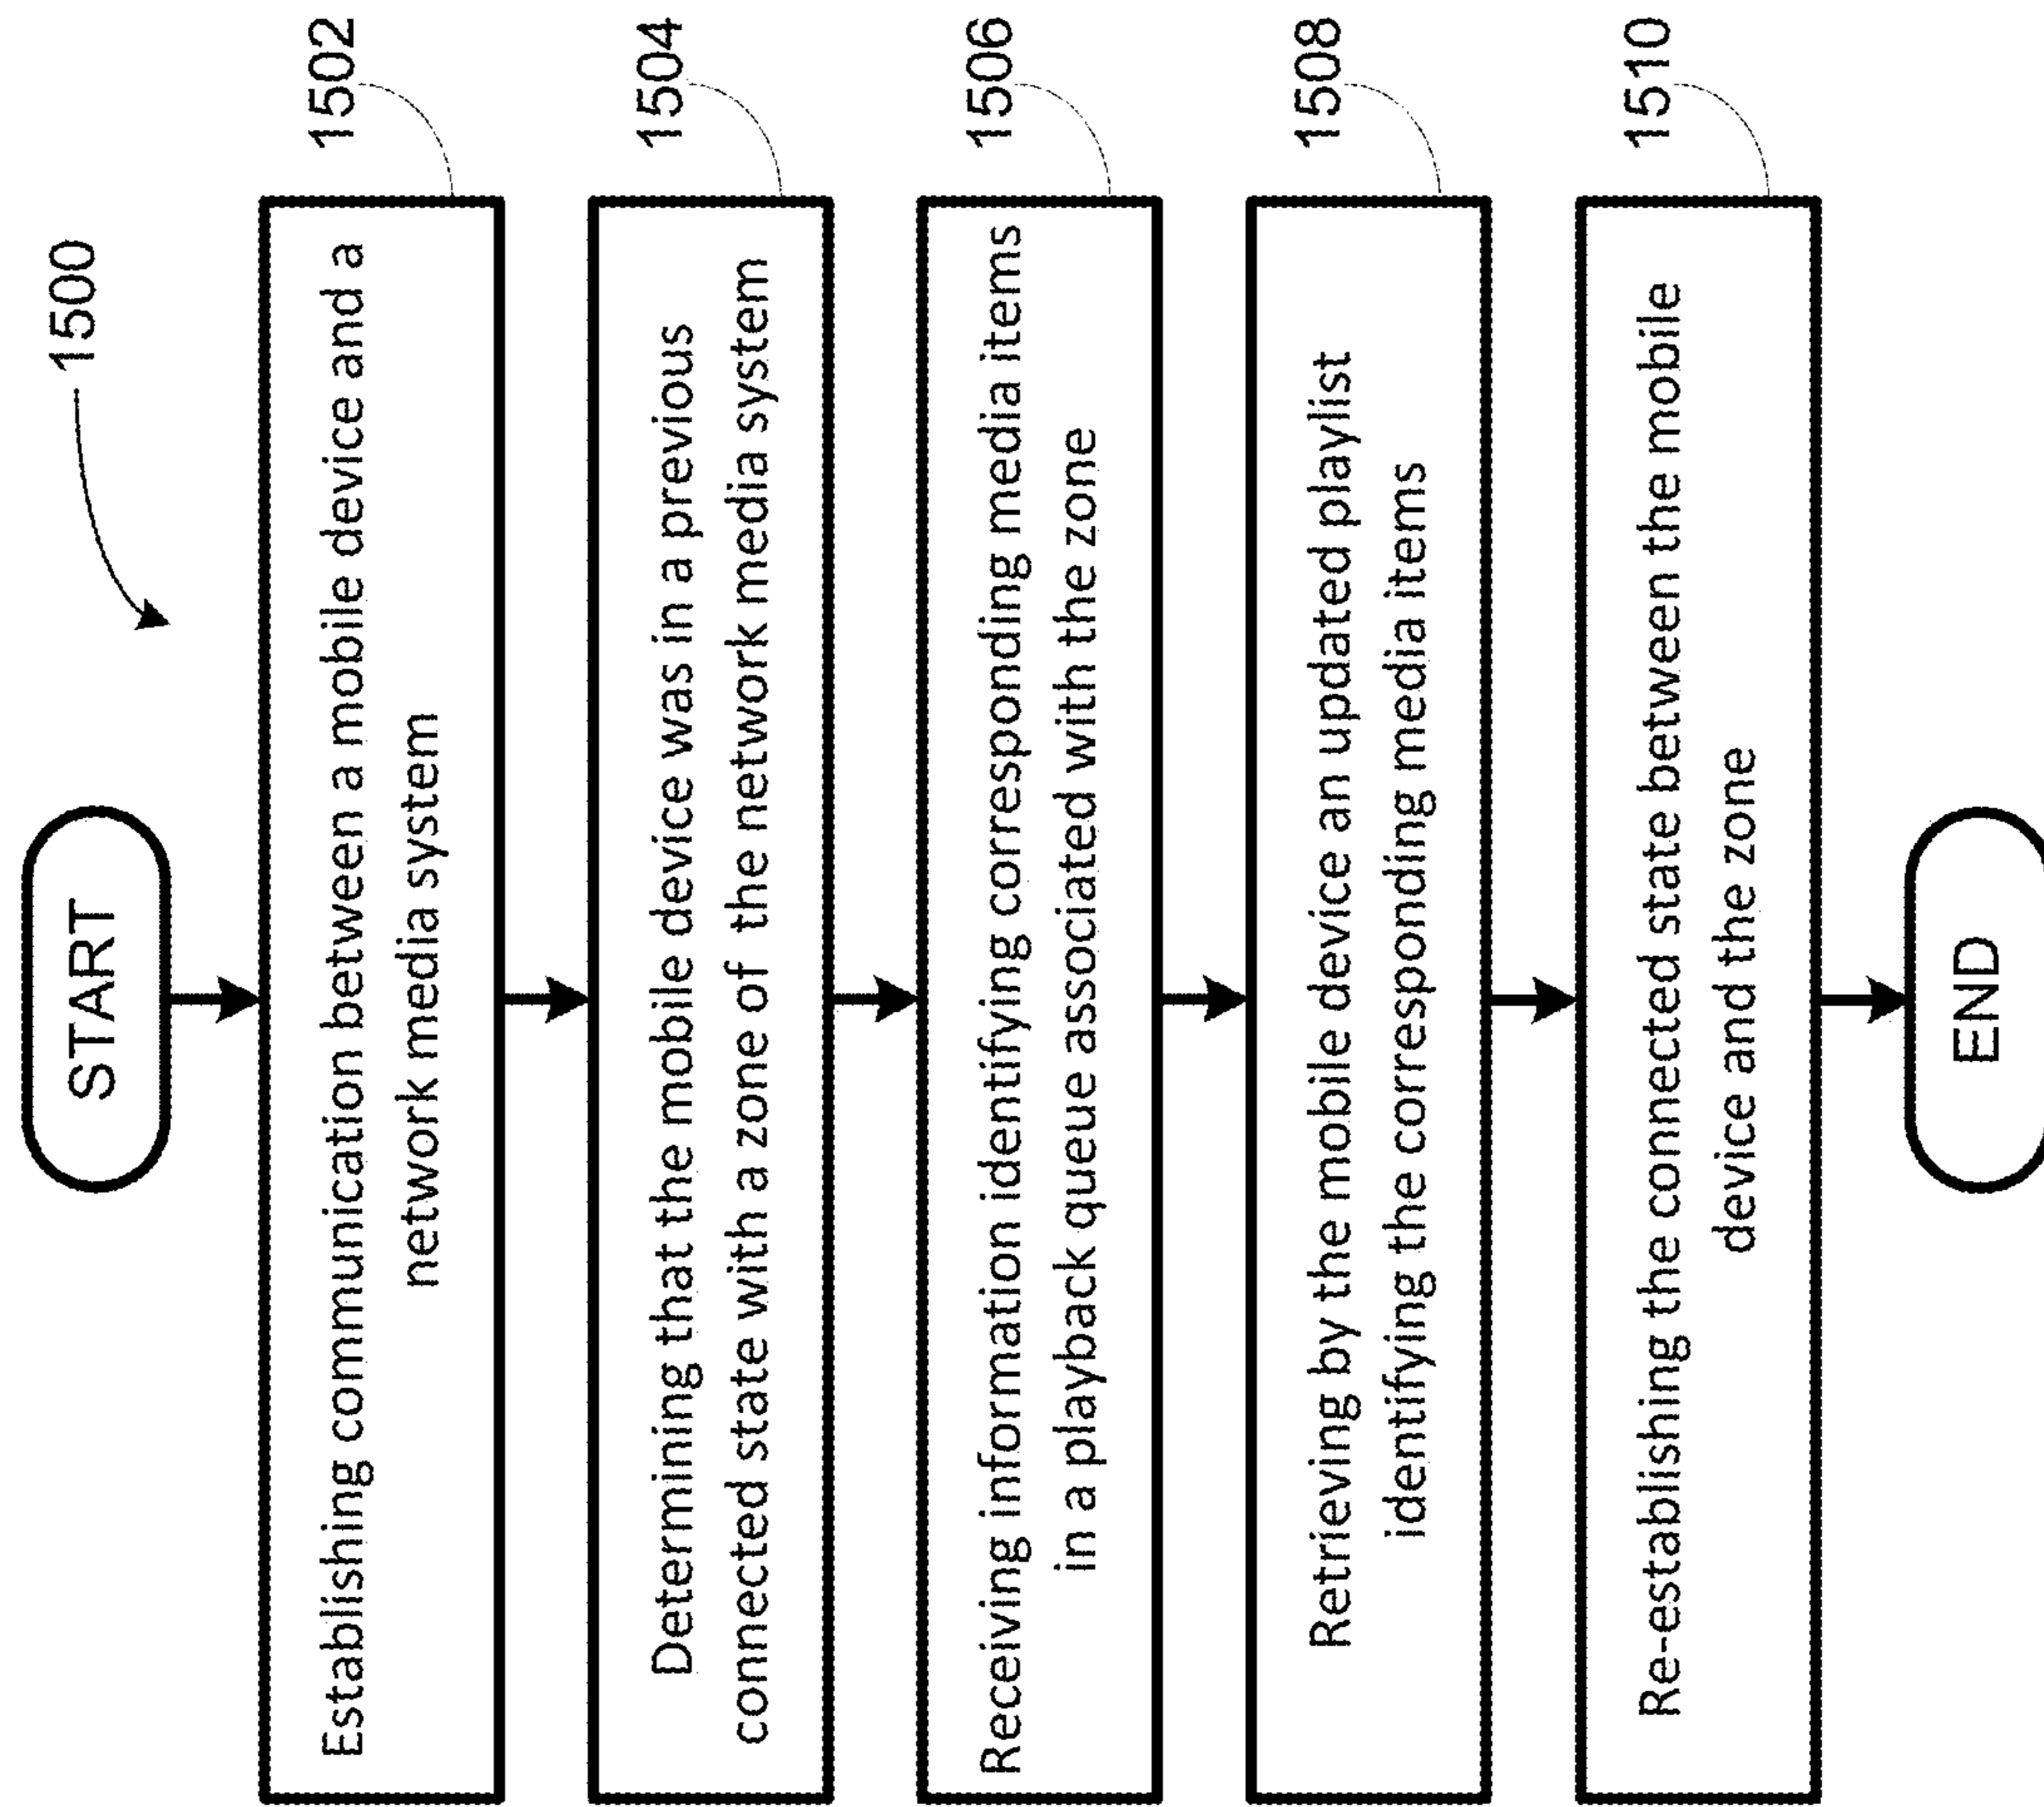 1500
START
Establishing communication between a mobile device and a
network media system
1502
Determining that the mobile device was in a previous
connected state with a zone of the network media system
1504
Receiving information identifying corresponding media items
in a playback queue associated with the zone
1506
Retrieving by the mobile device an updated playlist
identifying the corresponding media items
1508
Re-establishing the connected state between the mobile
device and the zone
1510
END